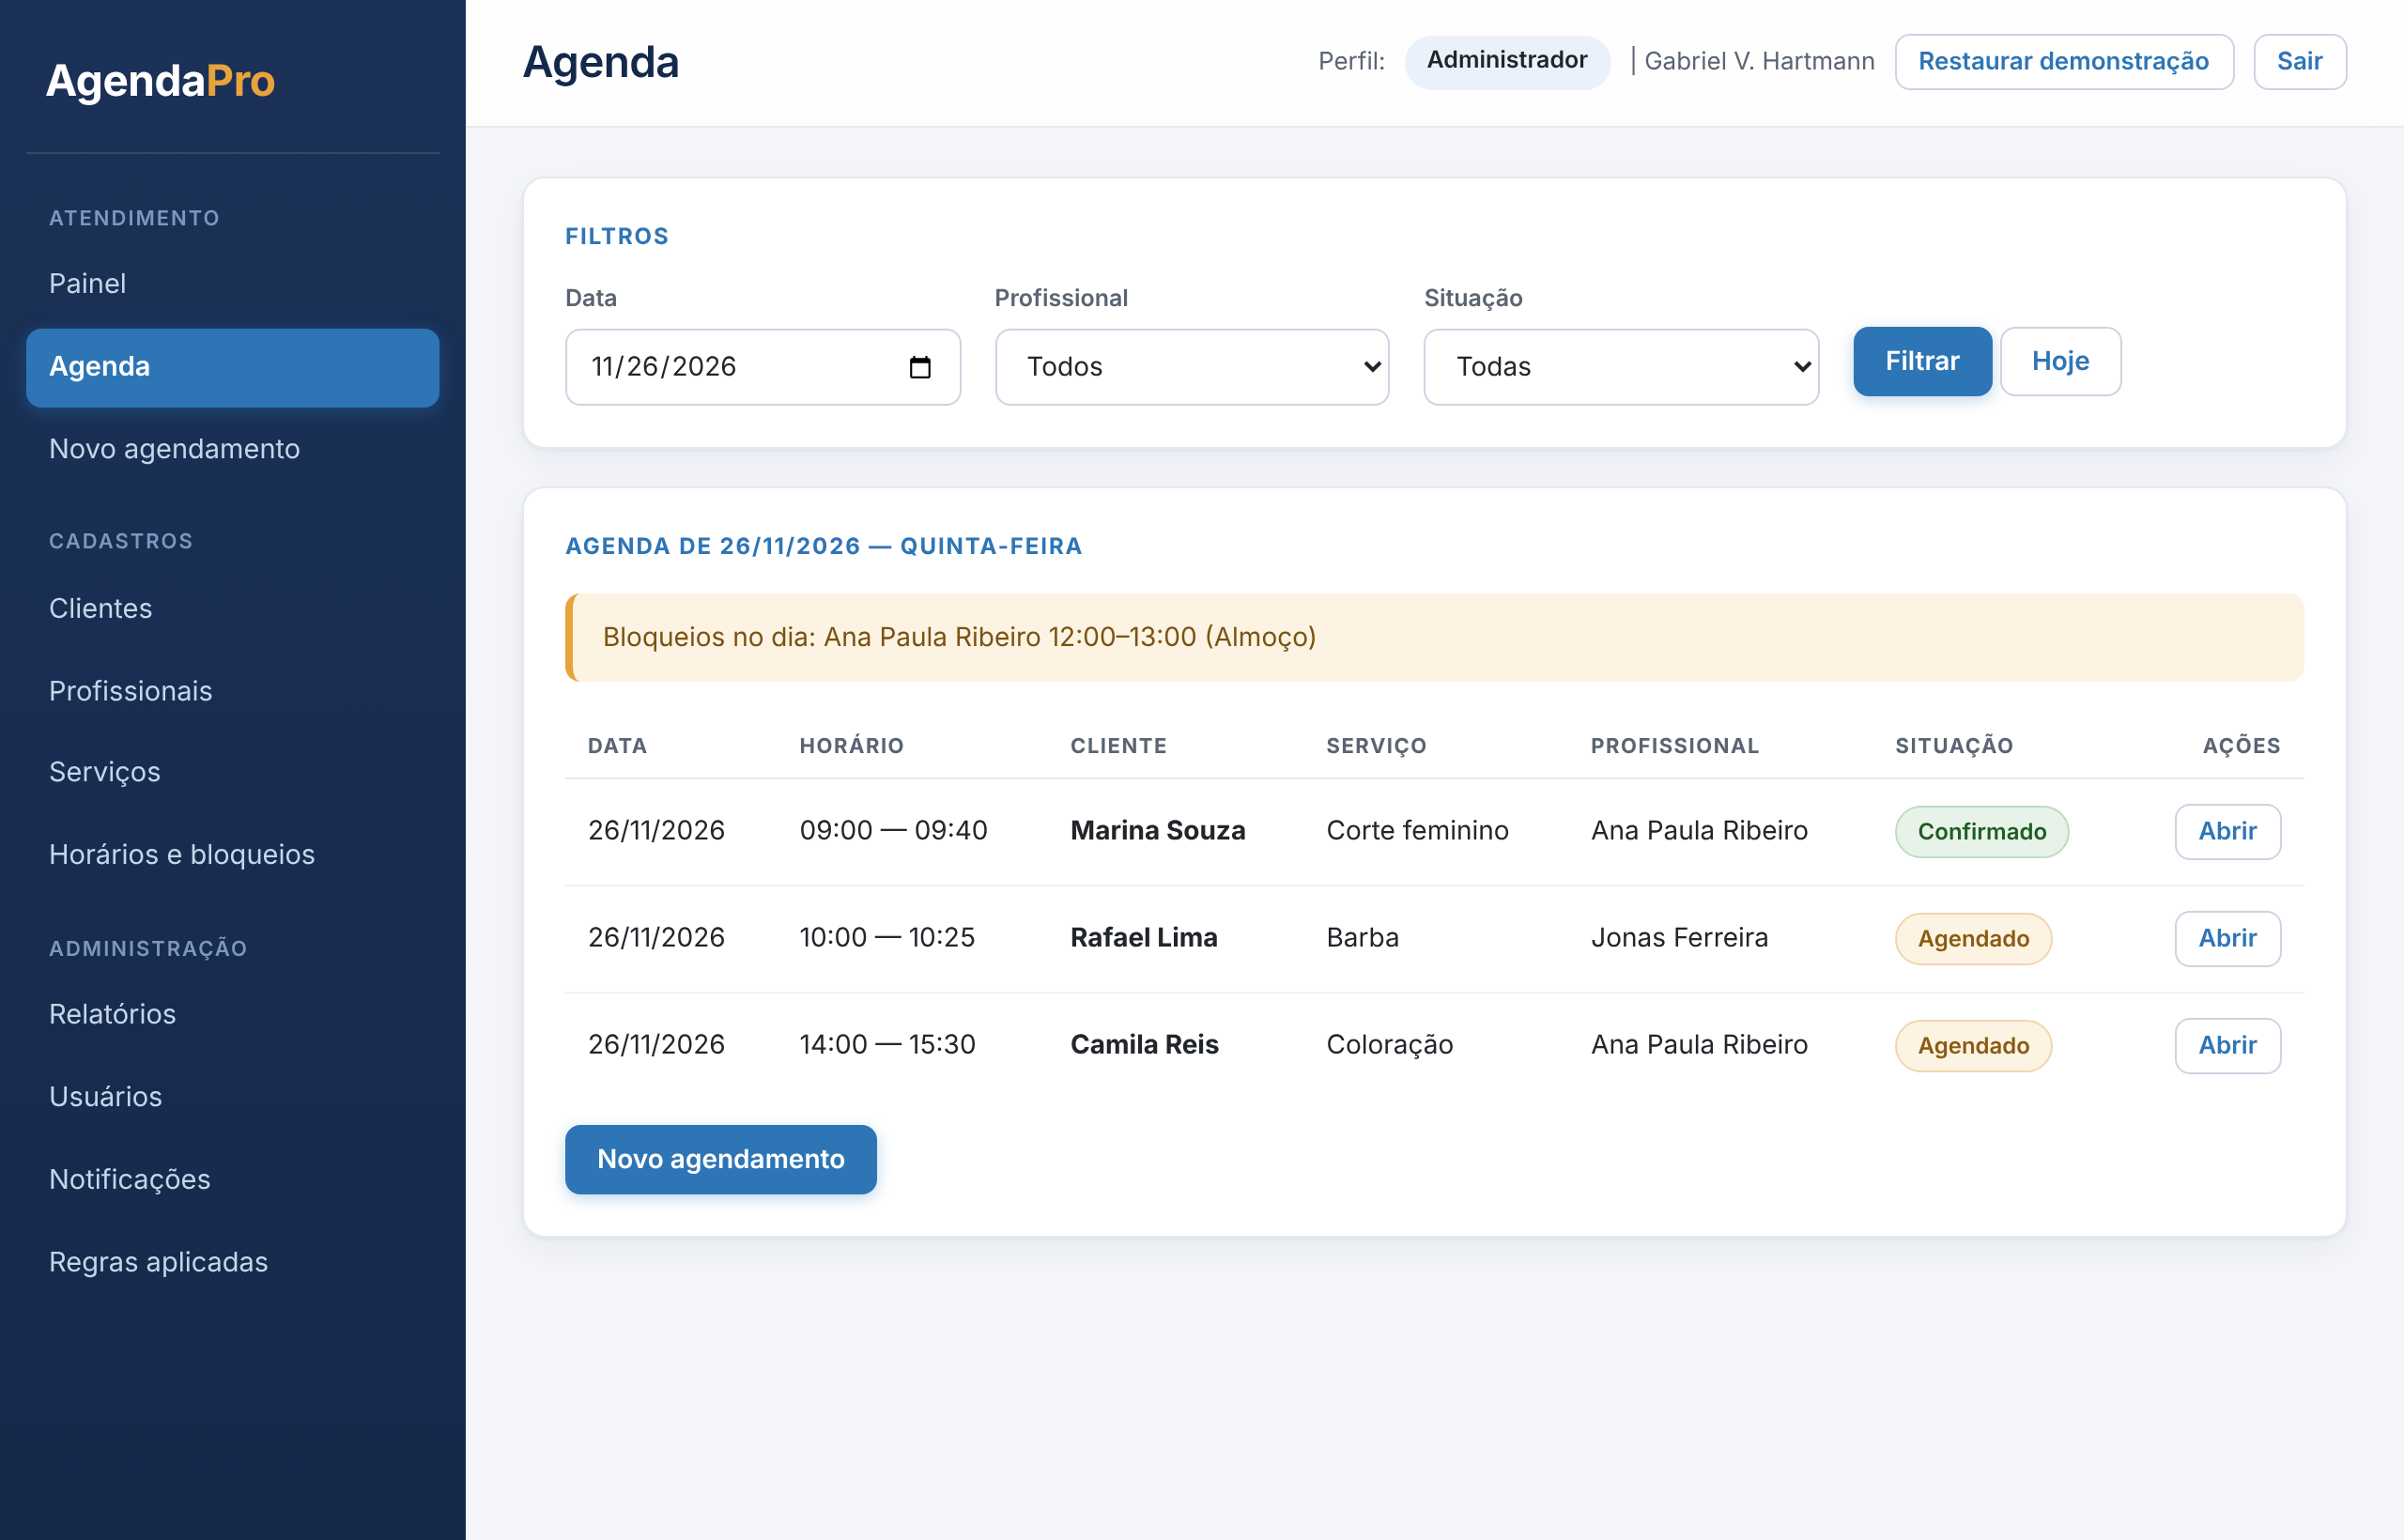 AgendaPro
ATENDIMENTO
Painel
Agenda
Novo agendamento
CADASTROS
Clientes
Profissionais
Serviços
Horários e bloqueios
ADMINISTRAÇÃO
Relatórios
Usuários
Notificações
Regras aplicadas
Agenda
Perfil: Administrador | Gabriel V. Hartmann Restaurar demonstração Sair
FILTROS
Data Profissional Situação
11/26/2026 Todos Todas Filtrar Hoje
AGENDA DE 26/11/2026 — QUINTA-FEIRA
Bloqueios no dia: Ana Paula Ribeiro 12:00–13:00 (Almoço)
DATA HORÁRIO CLIENTE SERVIÇO PROFISSIONAL SITUAÇÃO AÇÕES
26/11/2026 09:00 — 09:40 Marina Souza Corte feminino Ana Paula Ribeiro Confirmado Abrir
26/11/2026 10:00 — 10:25 Rafael Lima Barba Jonas Ferreira Agendado Abrir
26/11/2026 14:00 — 15:30 Camila Reis Coloração Ana Paula Ribeiro Agendado Abrir
Novo agendamento